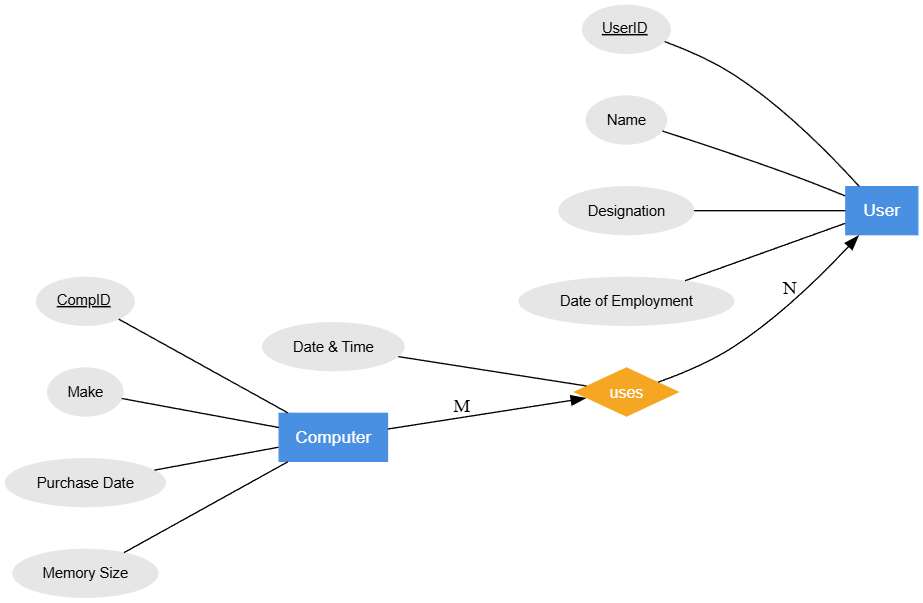 UserID
Name
User
Designation
Date of Employment
N
CompID
Date & Time
Make
uses
M
Computer
Purchase Date
Memory Size